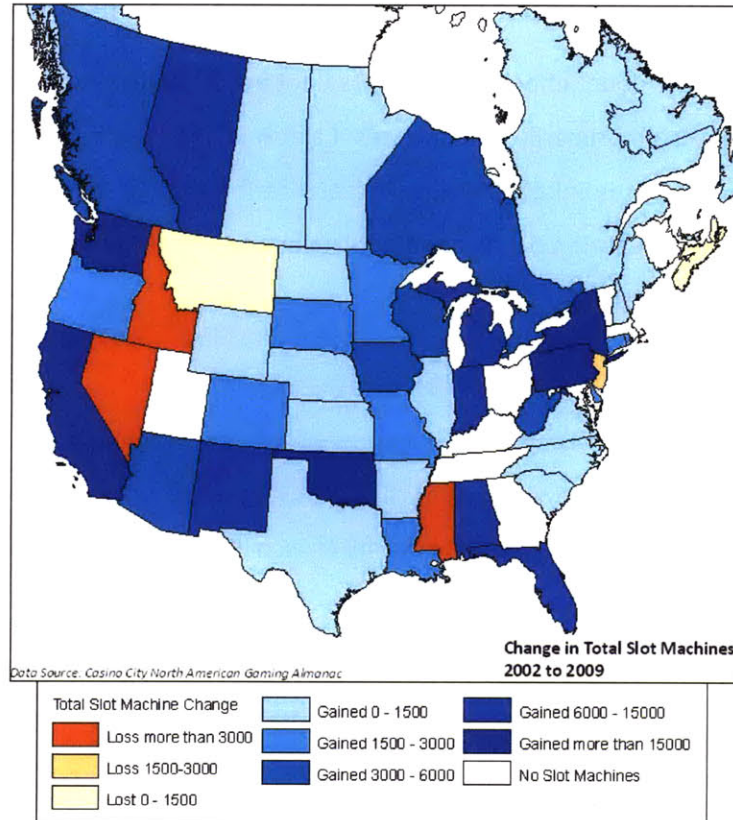 Change in Total Slot Machines
2002 to 2009
Data Source: Casino City North American Gaming Almanac
Total Slot Machine Change
Loss more than 3000
Loss 1500-3000
Lost 0 - 1500
Gained 0 - 1500
Gained 1500 - 3000
Gained 3000 - 6000
Gained 6000 - 15000
Gained more than 15000
No Slot Machines